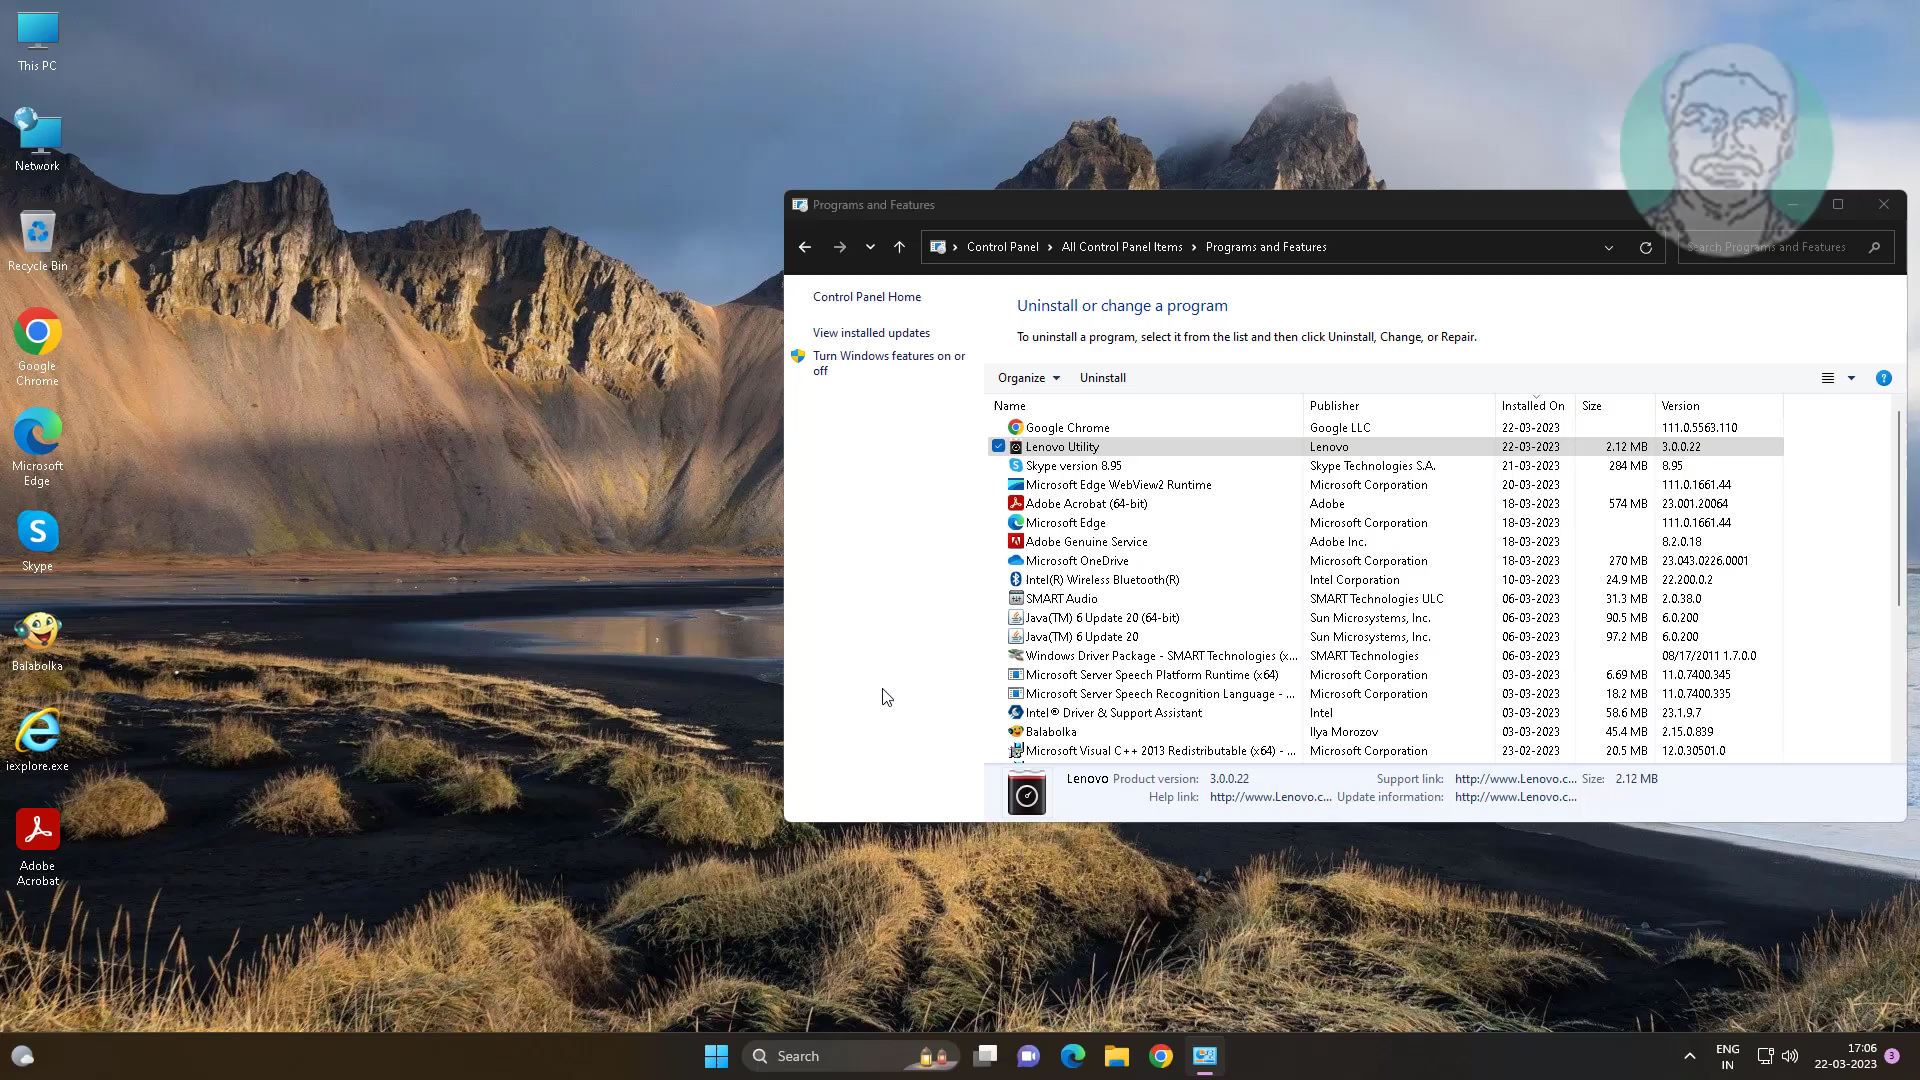 This PC
Network
Recycle Bin
Google
Chrome
Microsoft
Edge
Skype
Balabolka
iexplore.exe
Adobe
Acrobat
Programs and Features
Control Panel > All Control Panel Items > Programs and Features
Search Programs and Features
Control Panel Home
View installed updates
Turn Windows features on or
off
Uninstall or change a program
To uninstall a program, select it from the list and then click Uninstall, Change, or Repair.
Organize Uninstall
Name Publisher Installed On Size Version
Google Chrome Google LLC 22-03-2023 111.0.5563.110
Lenovo Utility Lenovo 22-03-2023 2.12 MB 3.0.0.22
Skype version 8.95 Skype Technologies S.A. 21-03-2023 284 MB 8.95
Microsoft Edge WebView2 Runtime Microsoft Corporation 20-03-2023 111.0.1661.44
Adobe Acrobat (64-bit) Adobe 18-03-2023 574 MB 23.001.20064
Microsoft Edge Microsoft Corporation 18-03-2023 111.0.1661.44
Adobe Genuine Service Adobe Inc. 18-03-2023 8.2.0.18
Microsoft OneDrive Microsoft Corporation 18-03-2023 270 MB 23.043.0226.0001
Intel(R) Wireless Bluetooth(R) Intel Corporation 10-03-2023 24.9 MB 22.200.0.2
SMART Audio SMART Technologies ULC 06-03-2023 31.3 MB 2.0.38.0
Java(TM) 6 Update 20 (64-bit) Sun Microsystems, Inc. 06-03-2023 90.5 MB 6.0.200
Java(TM) 6 Update 20 Sun Microsystems, Inc. 06-03-2023 97.2 MB 6.0.200
Windows Driver Package - SMART Technologies (x... SMART Technologies 06-03-2023 08/17/2011 1.7.0.0
Microsoft Server Speech Platform Runtime (x64) Microsoft Corporation 03-03-2023 6.69 MB 11.0.7400.345
Microsoft Server Speech Recognition Language - ... Microsoft Corporation 03-03-2023 18.2 MB 11.0.7400.335
Intel® Driver & Support Assistant Intel 03-03-2023 58.6 MB 23.1.9.7
Balabolka Ilya Morozov 03-03-2023 45.4 MB 2.15.0.839
Microsoft Visual C++ 2013 Redistributable (x64) - ... Microsoft Corporation 23-02-2023 20.5 MB 12.0.30501.0
Lenovo Product version: 3.0.0.22 Support link: http://www.Lenovo.c... Size: 2.12 MB
Help link: http://www.Lenovo.c... Update information: http://www.Lenovo.c...
Search
ENG
IN
17:06
22-03-2023
3